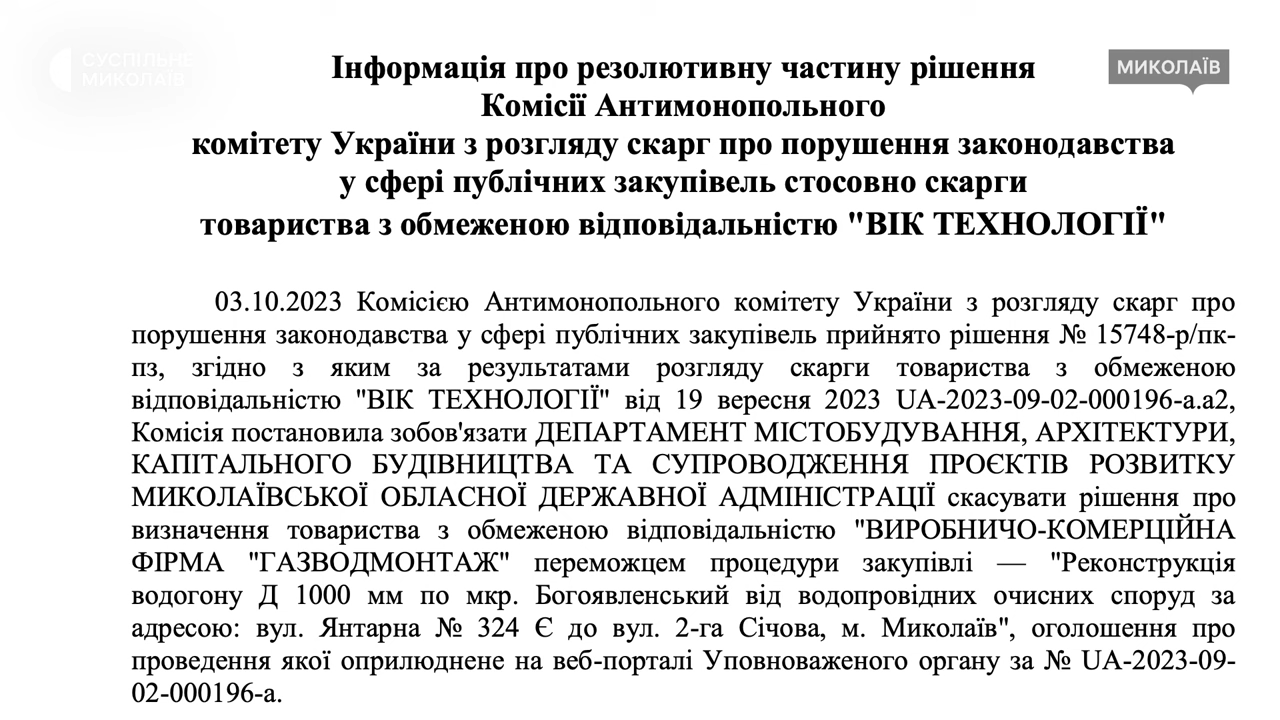 СУСПІЛЬНЕ
МИКОЛАЇВ
МИКОЛАЇВ
Інформація про резолютивну частину рішення
Комісії Антимонопольного
комітету України з розгляду скарг про порушення законодавства
у сфері публічних закупівель стосовно скарги
товариства з обмеженою відповідальністю "ВІК ТЕХНОЛОГІЇ"
03.10.2023 Комісією Антимонопольного комітету України з розгляду скарг про
порушення законодавства у сфері публічних закупівель прийнято рішення № 15748-р/пк-
пз, згідно з яким за результатами розгляду скарги товариства з обмеженою
відповідальністю "ВІК ТЕХНОЛОГІЇ" від 19 вересня 2023 UA-2023-09-02-000196-a.a2,
Комісія постановила зобов'язати ДЕПАРТАМЕНТ МІСТОБУДУВАННЯ, АРХІТЕКТУРИ,
КАПІТАЛЬНОГО БУДІВНИЦТВА ТА СУПРОВОДЖЕННЯ ПРОЄКТІВ РОЗВИТКУ
МИКОЛАЇВСЬКОЇ ОБЛАСНОЇ ДЕРЖАВНОЇ АДМІНІСТРАЦІЇ скасувати рішення про
визначення товариства з обмеженою відповідальністю "ВИРОБНИЧО-КОМЕРЦІЙНА
ФІРМА "ГАЗВОДМОНТАЖ" переможцем процедури закупівлі — "Реконструкція
водогону Д 1000 мм по мкр. Богоявленський від водопровідних очисних споруд за
адресою: вул. Янтарна № 324 Є до вул. 2-га Січова, м. Миколаїв", оголошення про
проведення якої оприлюднене на веб-порталі Уповноваженого органу за № UA-2023-09-
02-000196-a.